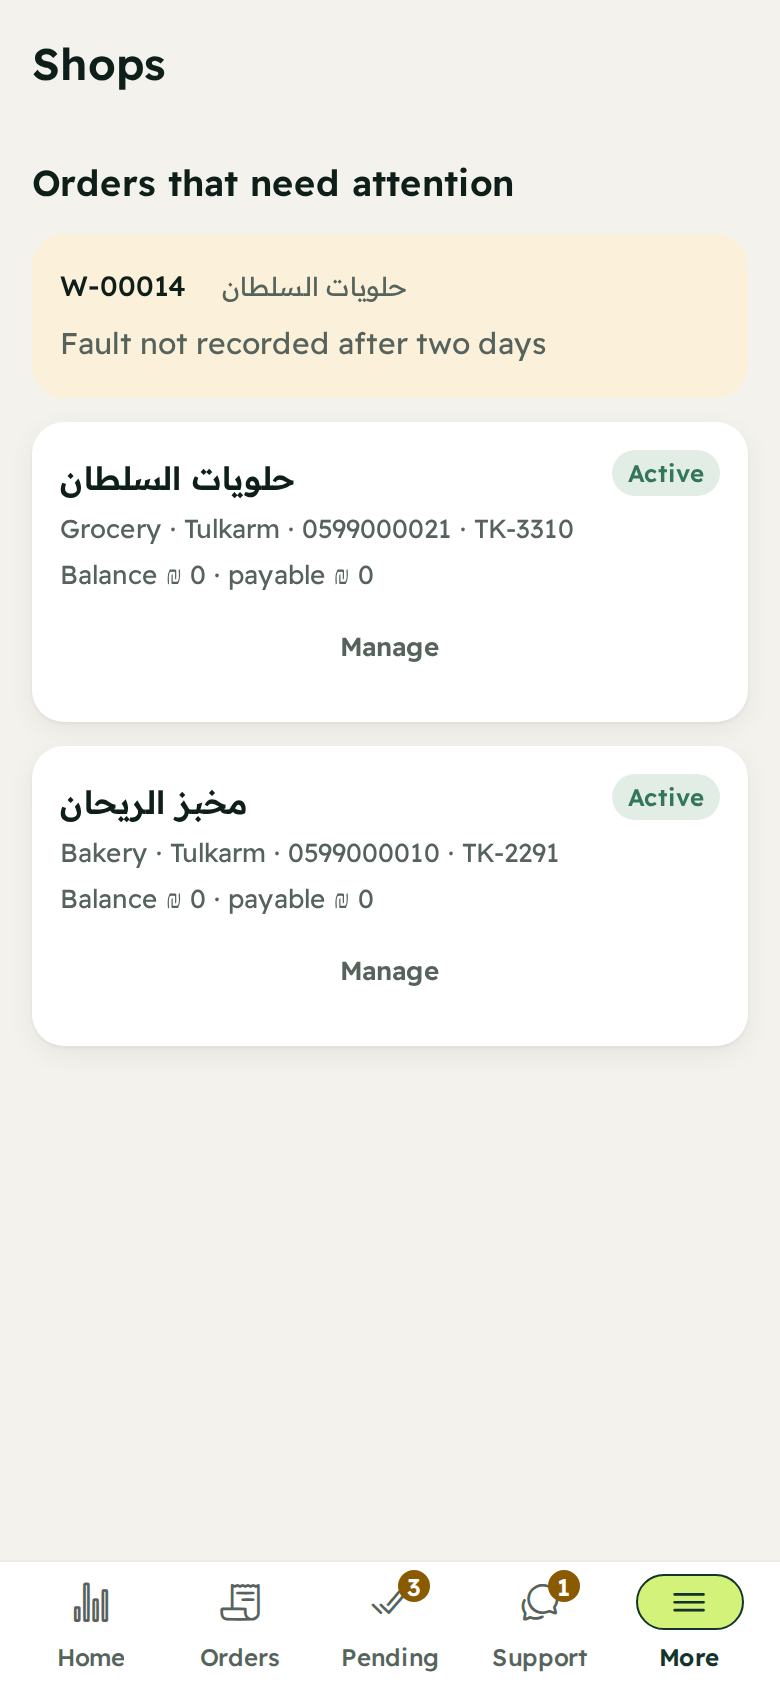 Shops
Orders that need attention
W-00014 حلويات السلطان
Fault not recorded after two days
حلويات السلطان
Active
Grocery · Tulkarm · 0599000021 · TK-3310
Balance ₪ 0 · payable ₪ 0
Manage
مخبز الريحان
Active
Bakery · Tulkarm · 0599000010 · TK-2291
Balance ₪ 0 · payable ₪ 0
Manage
3
1
Home Orders Pending Support More